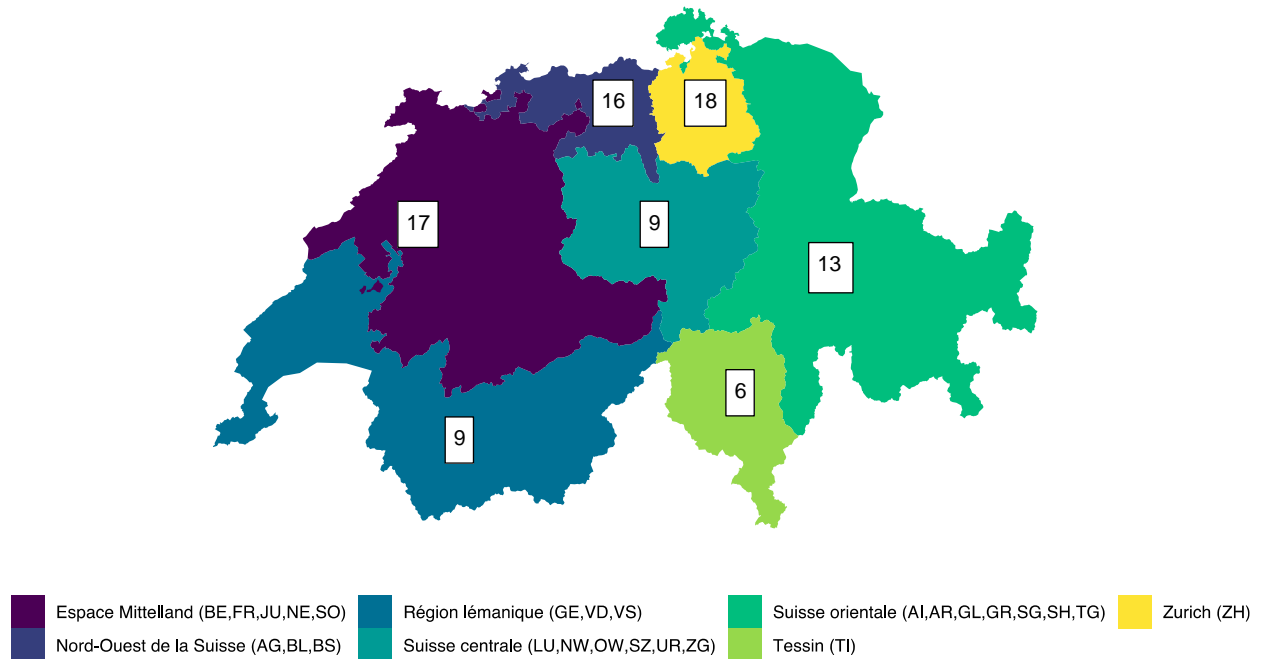 16
18
17
9
13
6
9
Espace Mittelland (BE,FR,JU,NE,SO)
Région lémanique (GE,VD,VS)
Suisse orientale (AI,AR,GL,GR,SG,SH,TG)
Zurich (ZH)
Nord-Ouest de la Suisse (AG,BL,BS)
Suisse centrale (LU,NW,OW,SZ,UR,ZG)
Tessin (TI)